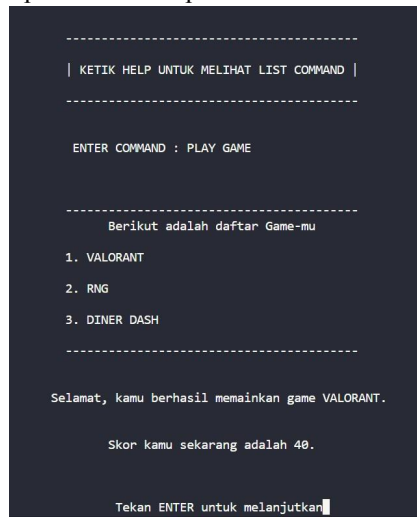 -----------------------------------------
| KETIK HELP UNTUK MELIHAT LIST COMMAND |
-----------------------------------------
ENTER COMMAND : PLAY GAME
-----------------------------------------
Berikut adalah daftar Game-mu
1. VALORANT
2. RNG
3. DINER DASH
-----------------------------------------
Selamat, kamu berhasil memainkan game VALORANT.
Skor kamu sekarang adalah 40.
Tekan ENTER untuk melanjutkan